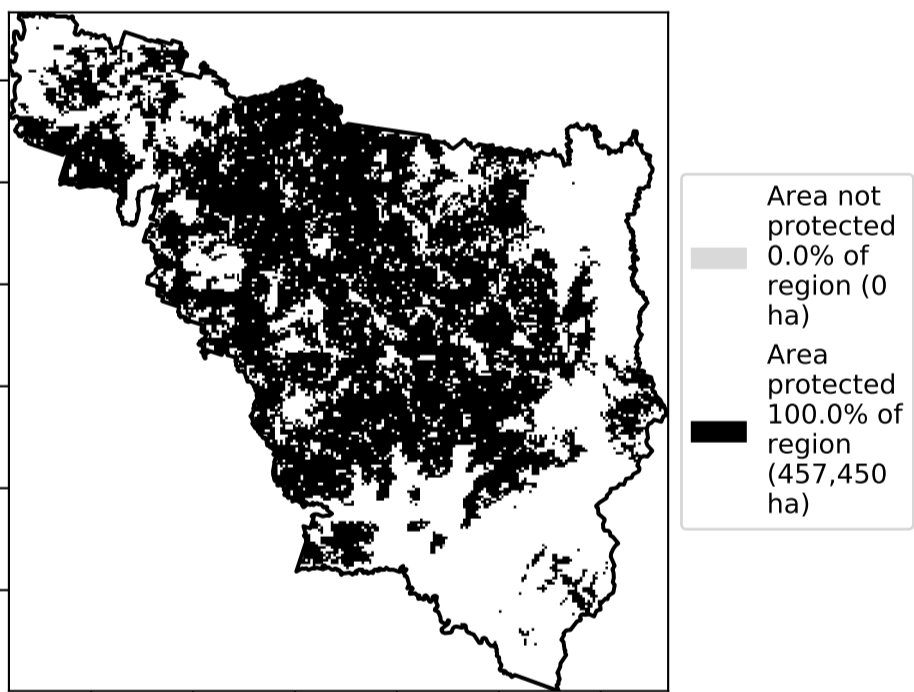 Area not
protected
0.0% of
region (0
ha)
Area
protected
100.0% of
region
(457,450
ha)